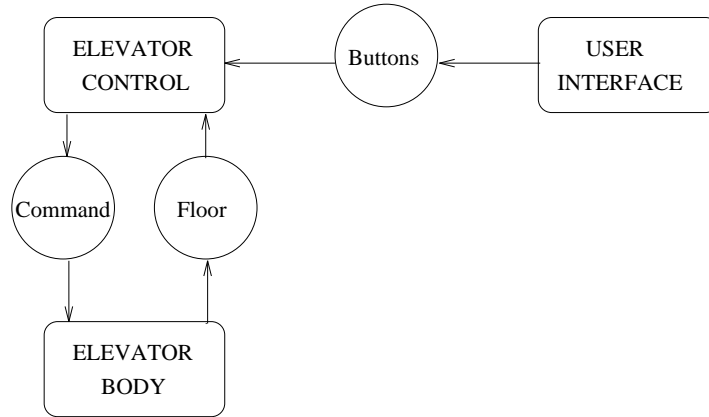 ELEVATOR
CONTROL
Buttons
USER
INTERFACE
Command
Floor
ELEVATOR
BODY